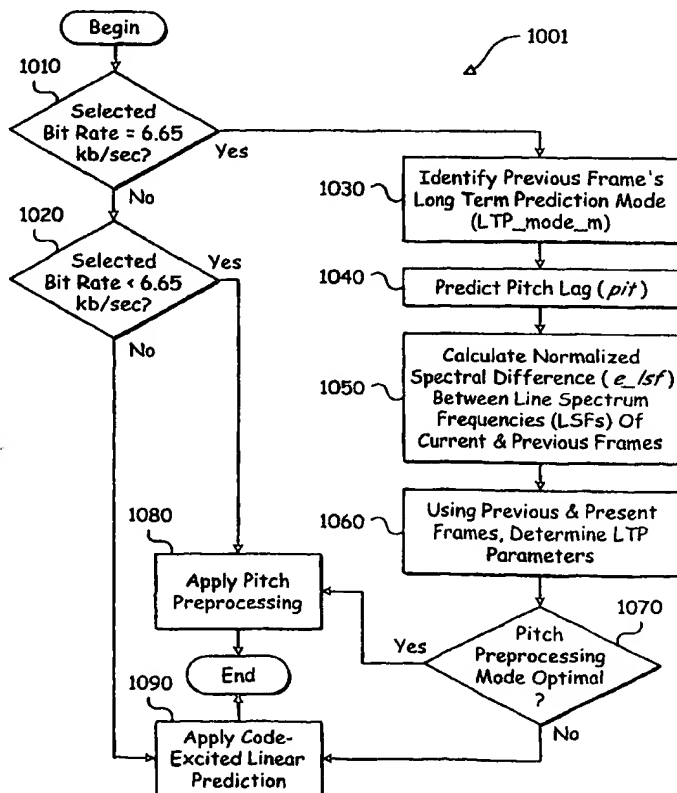 Begin
1001
1010
Selected
Bit Rate = 6.65
kb/sec?
Yes
No
1030
Identify Previous Frame's
Long Term Prediction Mode
(LTP_mode_m)
1020
Selected
Bit Rate < 6.65
kb/sec?
Yes
No
1040
Predict Pitch Lag (pit)
1050
Calculate Normalized
Spectral Difference (e_lsf)
Between Line Spectrum
Frequencies (LSFs) Of
Current & Previous Frames
1060
Using Previous & Present
Frames, Determine LTP
Parameters
1080
Apply Pitch
Preprocessing
1070
Pitch
Preprocessing
Mode Optimal
?
Yes
No
End
1090
Apply Code-
Excited Linear
Prediction